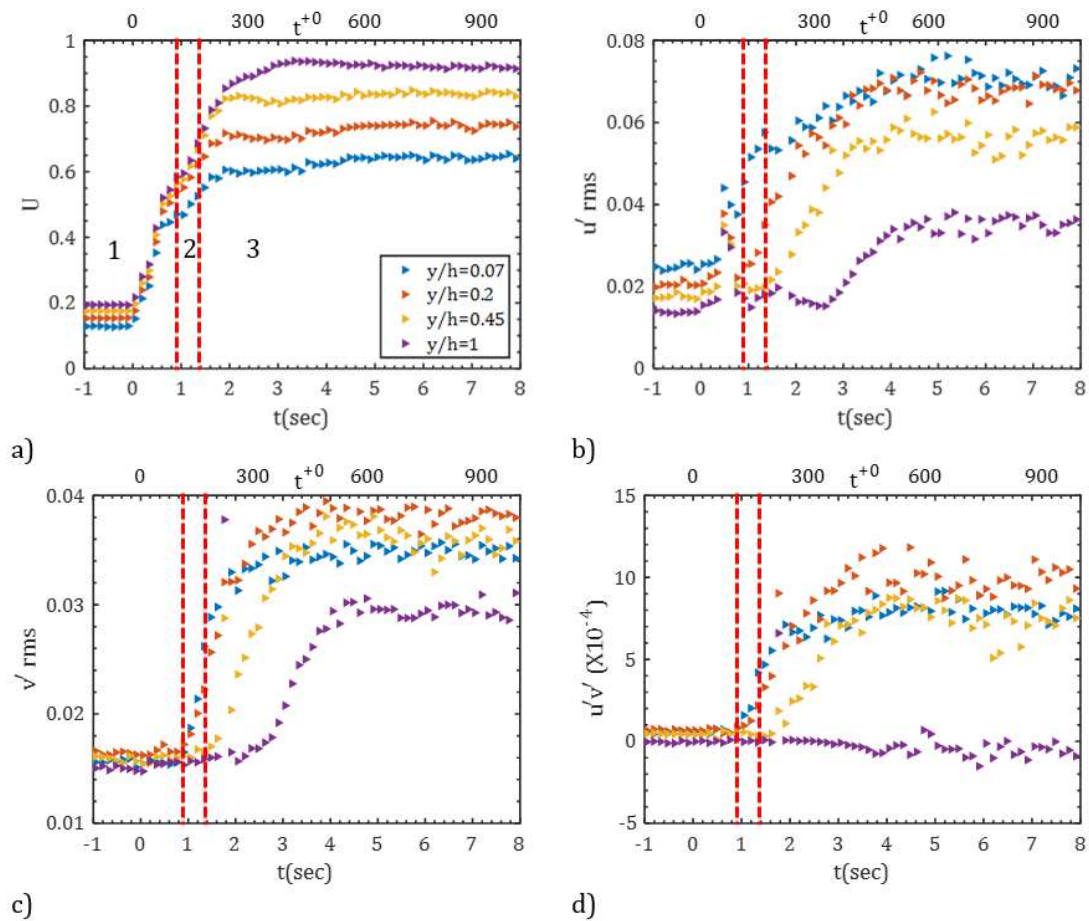 0 300 t⁺⁰ 600 900
1
0.8
0.6
U
0.4
1 2 3
0.2
0
y/h=0.07
y/h=0.2
y/h=0.45
y/h=1
-1 0 1 2 3 4 5 6 7 8
t(sec)
a)
0 300 t⁺⁰ 600 900
0.08
0.06
u' rms
0.04
0.02
0
-1 0 1 2 3 4 5 6 7 8
t(sec)
b)
0 300 t⁺⁰ 600 900
0.04
0.03
v' rms
0.02
0.01
-1 0 1 2 3 4 5 6 7 8
t(sec)
c)
0 300 t⁺⁰ 600 900
15
10
u'v' (X10⁻⁴)
5
0
-5
-1 0 1 2 3 4 5 6 7 8
t(sec)
d)